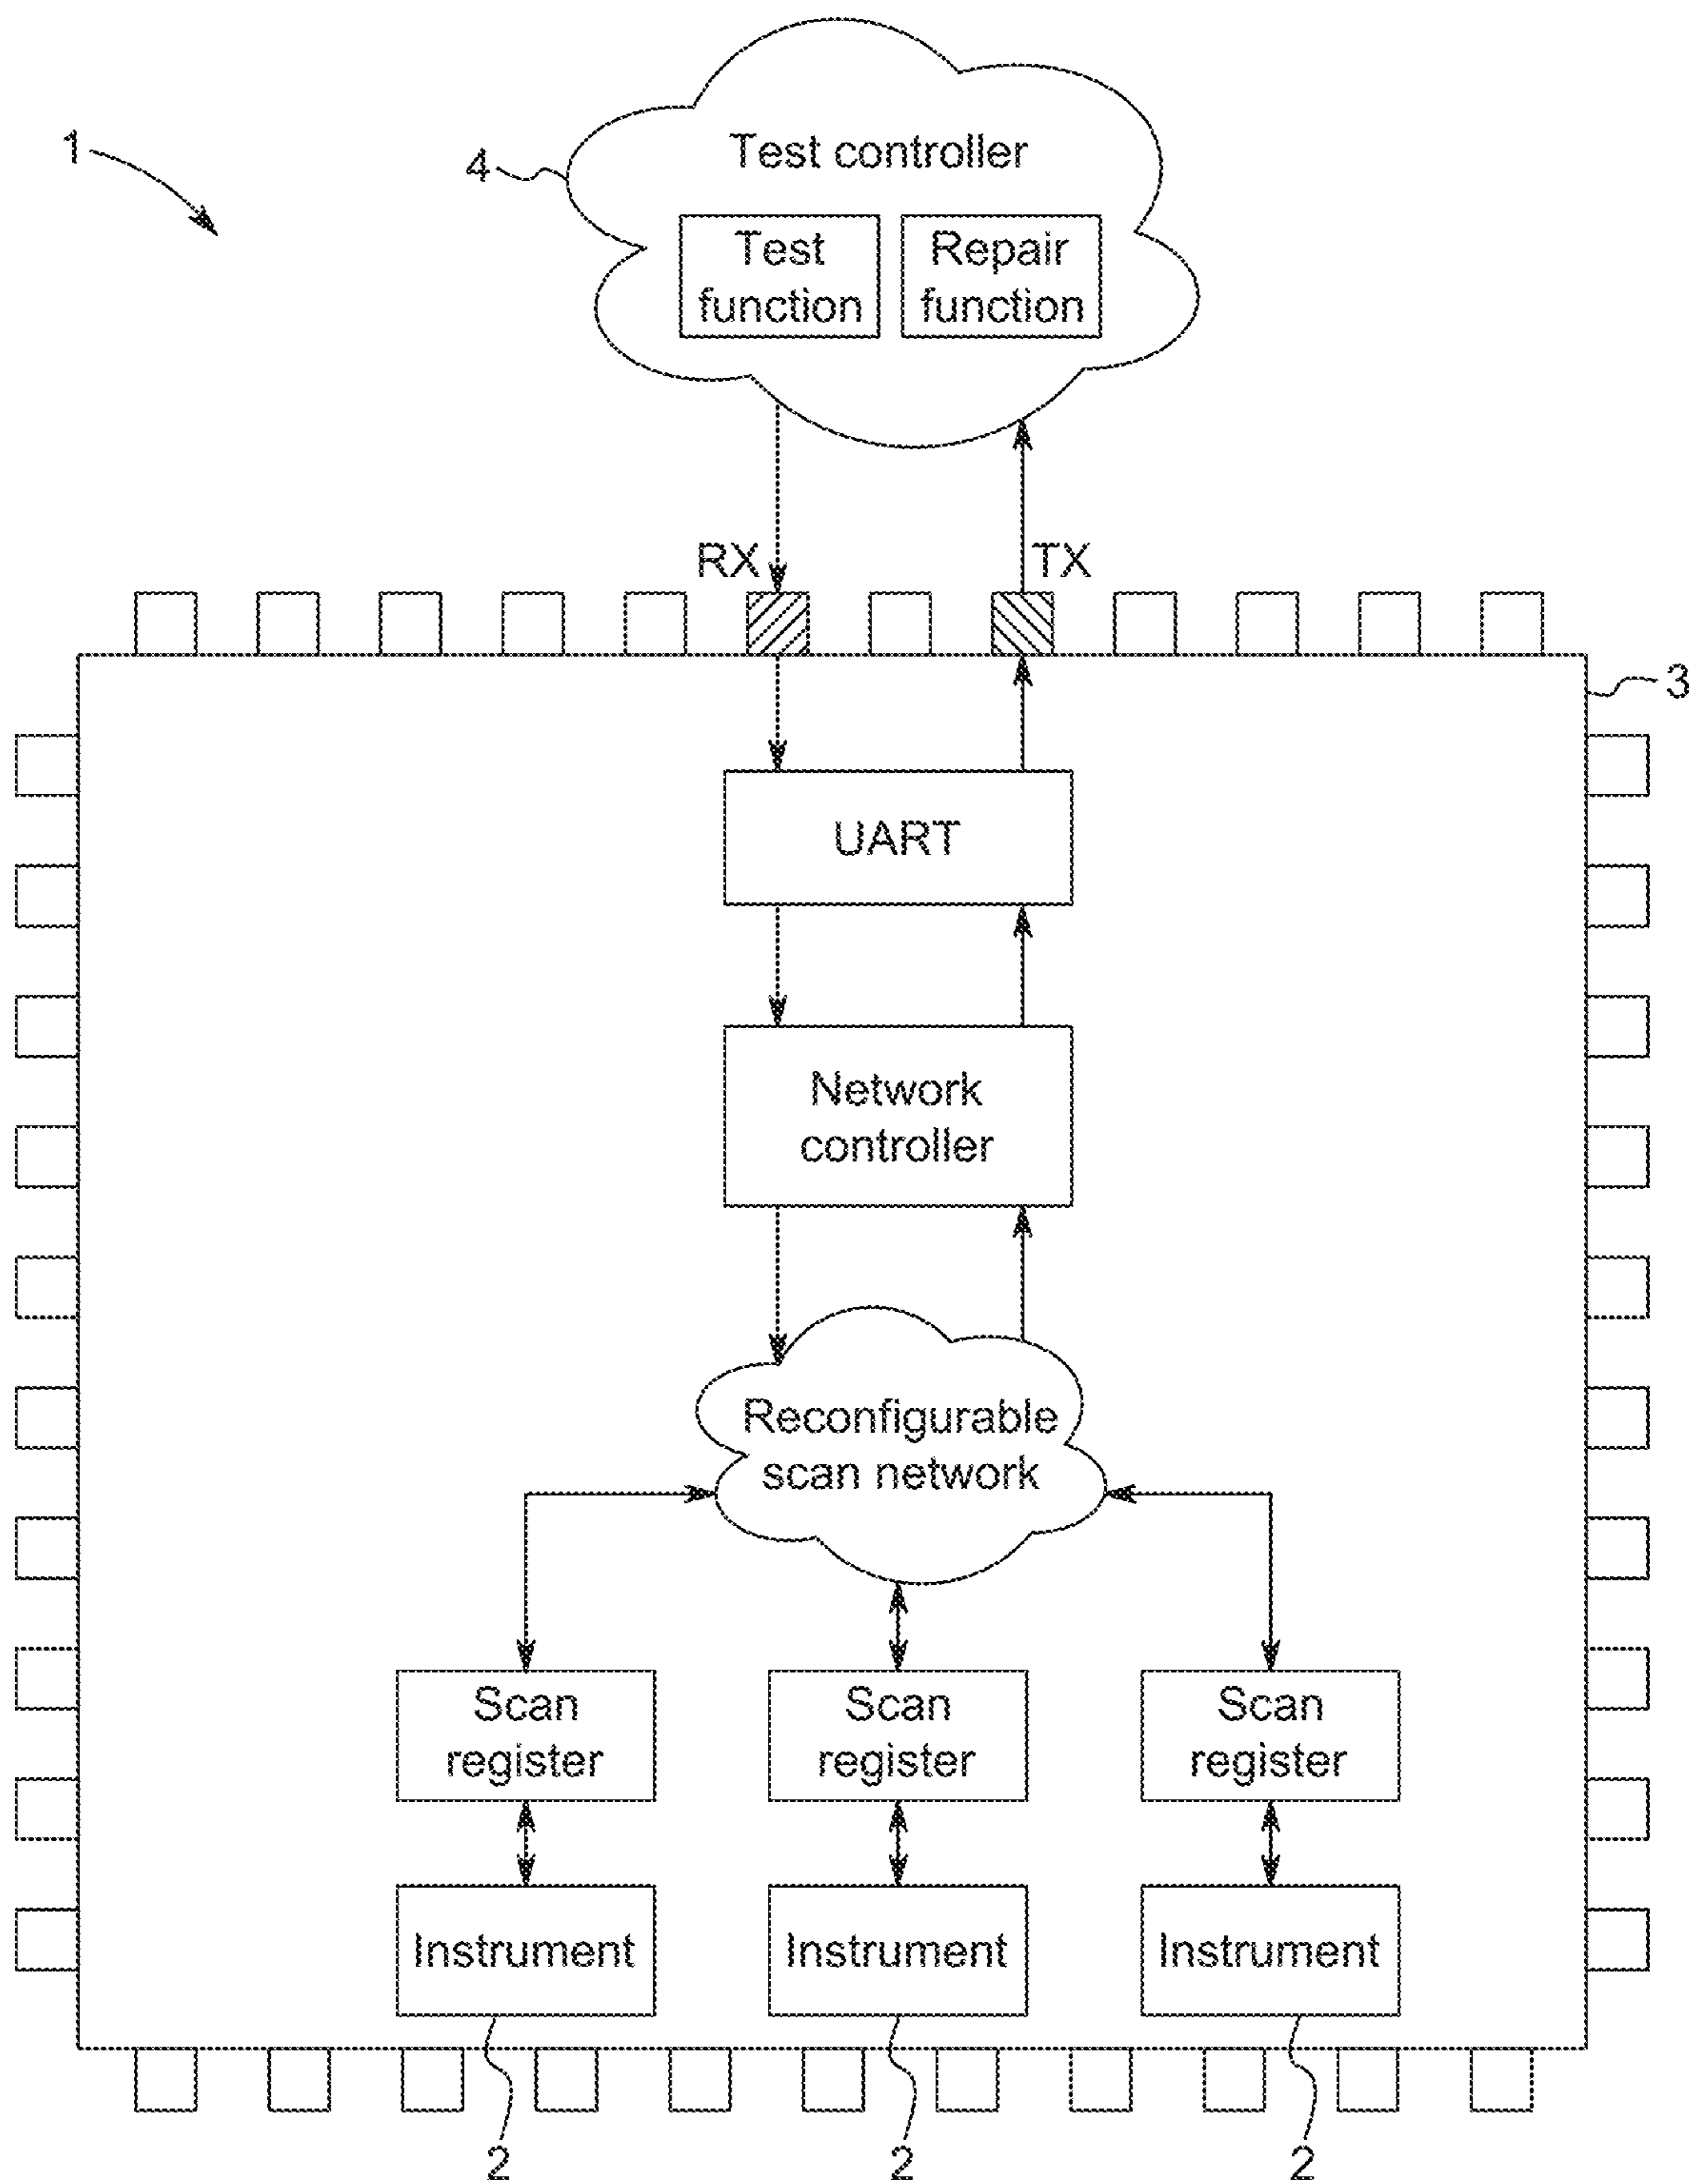 1
4
Test controller
Test
function
Repair
function
RX
TX
3
UART
Network
controller
Reconfigurable
scan network
Scan
register
Scan
register
Scan
register
Instrument
Instrument
Instrument
2
2
2